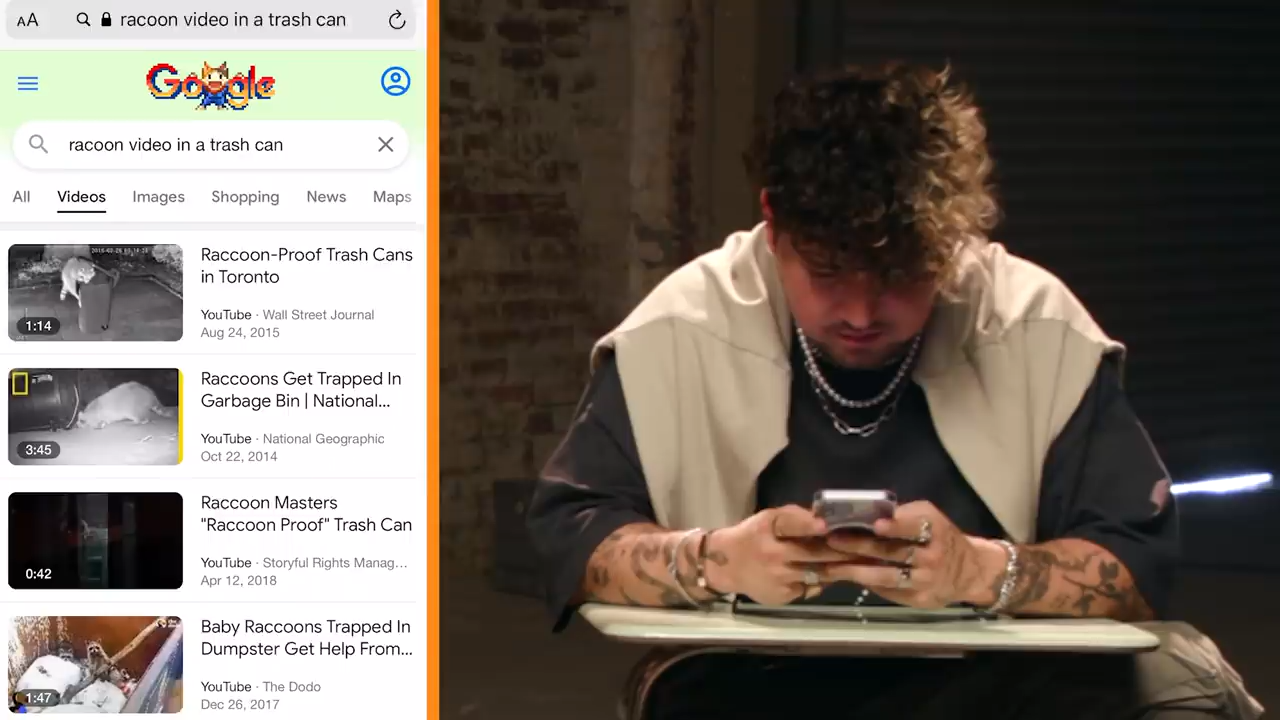 AA racoon video in a trash can
Google
racoon video in a trash can
All Videos Images Shopping News Maps
Raccoon-Proof Trash Cans
in Toronto
YouTube · Wall Street Journal
Aug 24, 2015
1:14
Raccoons Get Trapped In
Garbage Bin | National...
YouTube · National Geographic
Oct 22, 2014
3:45
Raccoon Masters
"Raccoon Proof" Trash Can
YouTube · Storyful Rights Manag...
Apr 12, 2018
0:42
Baby Raccoons Trapped In
Dumpster Get Help From...
YouTube · The Dodo
Dec 26, 2017
1:47